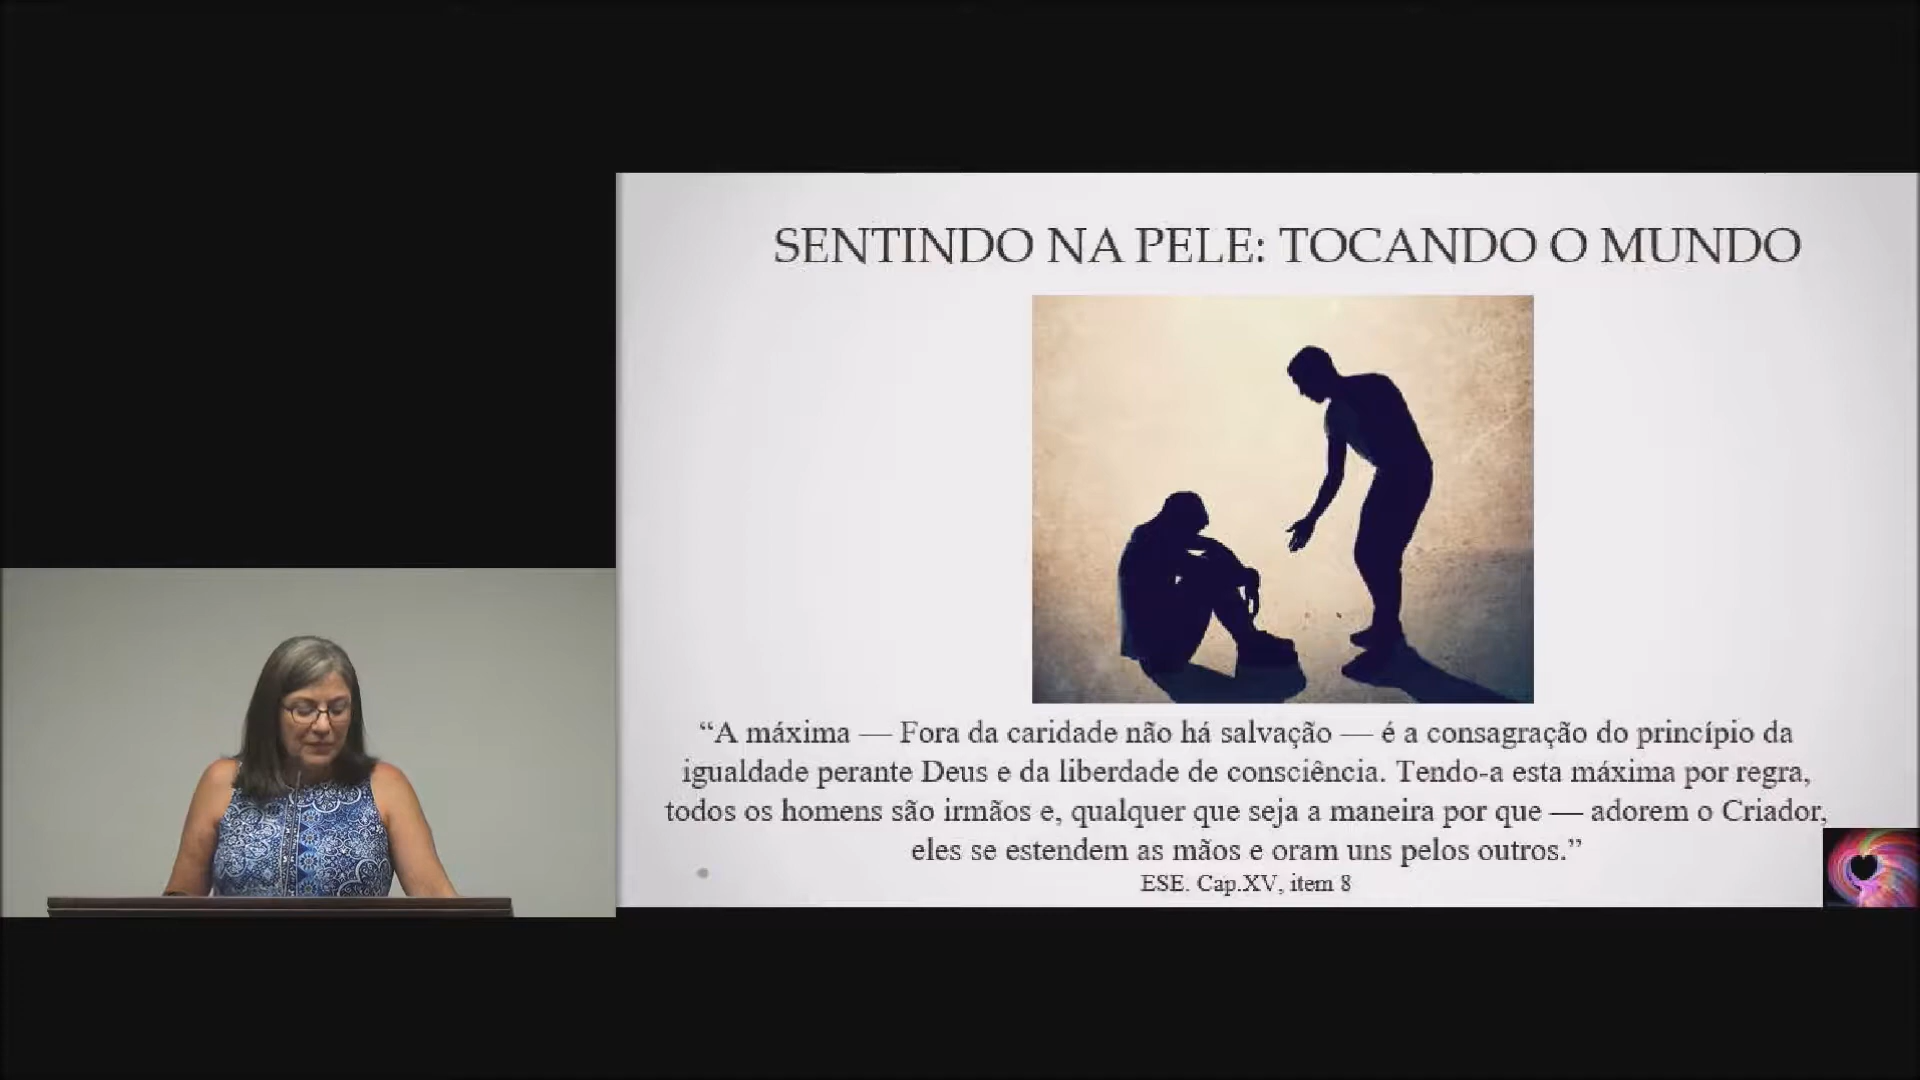 SENTINDO NA PELE: TOCANDO O MUNDO
“A máxima — Fora da caridade não há salvação — é a consagração do princípio da
igualdade perante Deus e da liberdade de consciência. Tendo-a esta máxima por regra,
todos os homens são irmãos e, qualquer que seja a maneira por que — adorem o Criador,
eles se estendem as mãos e oram uns pelos outros.”
ESE. Cap.XV, item 8